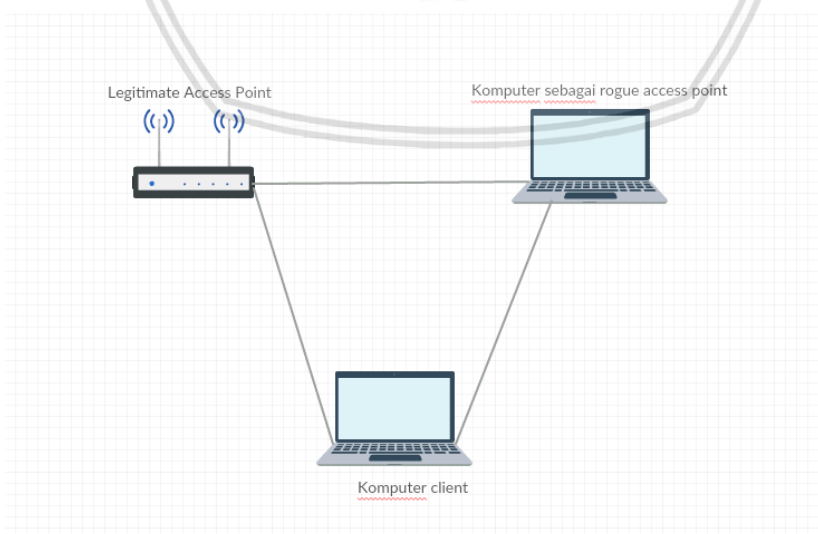 Legitimate Access Point
Komputer sebagai rogue access point
Komputer client